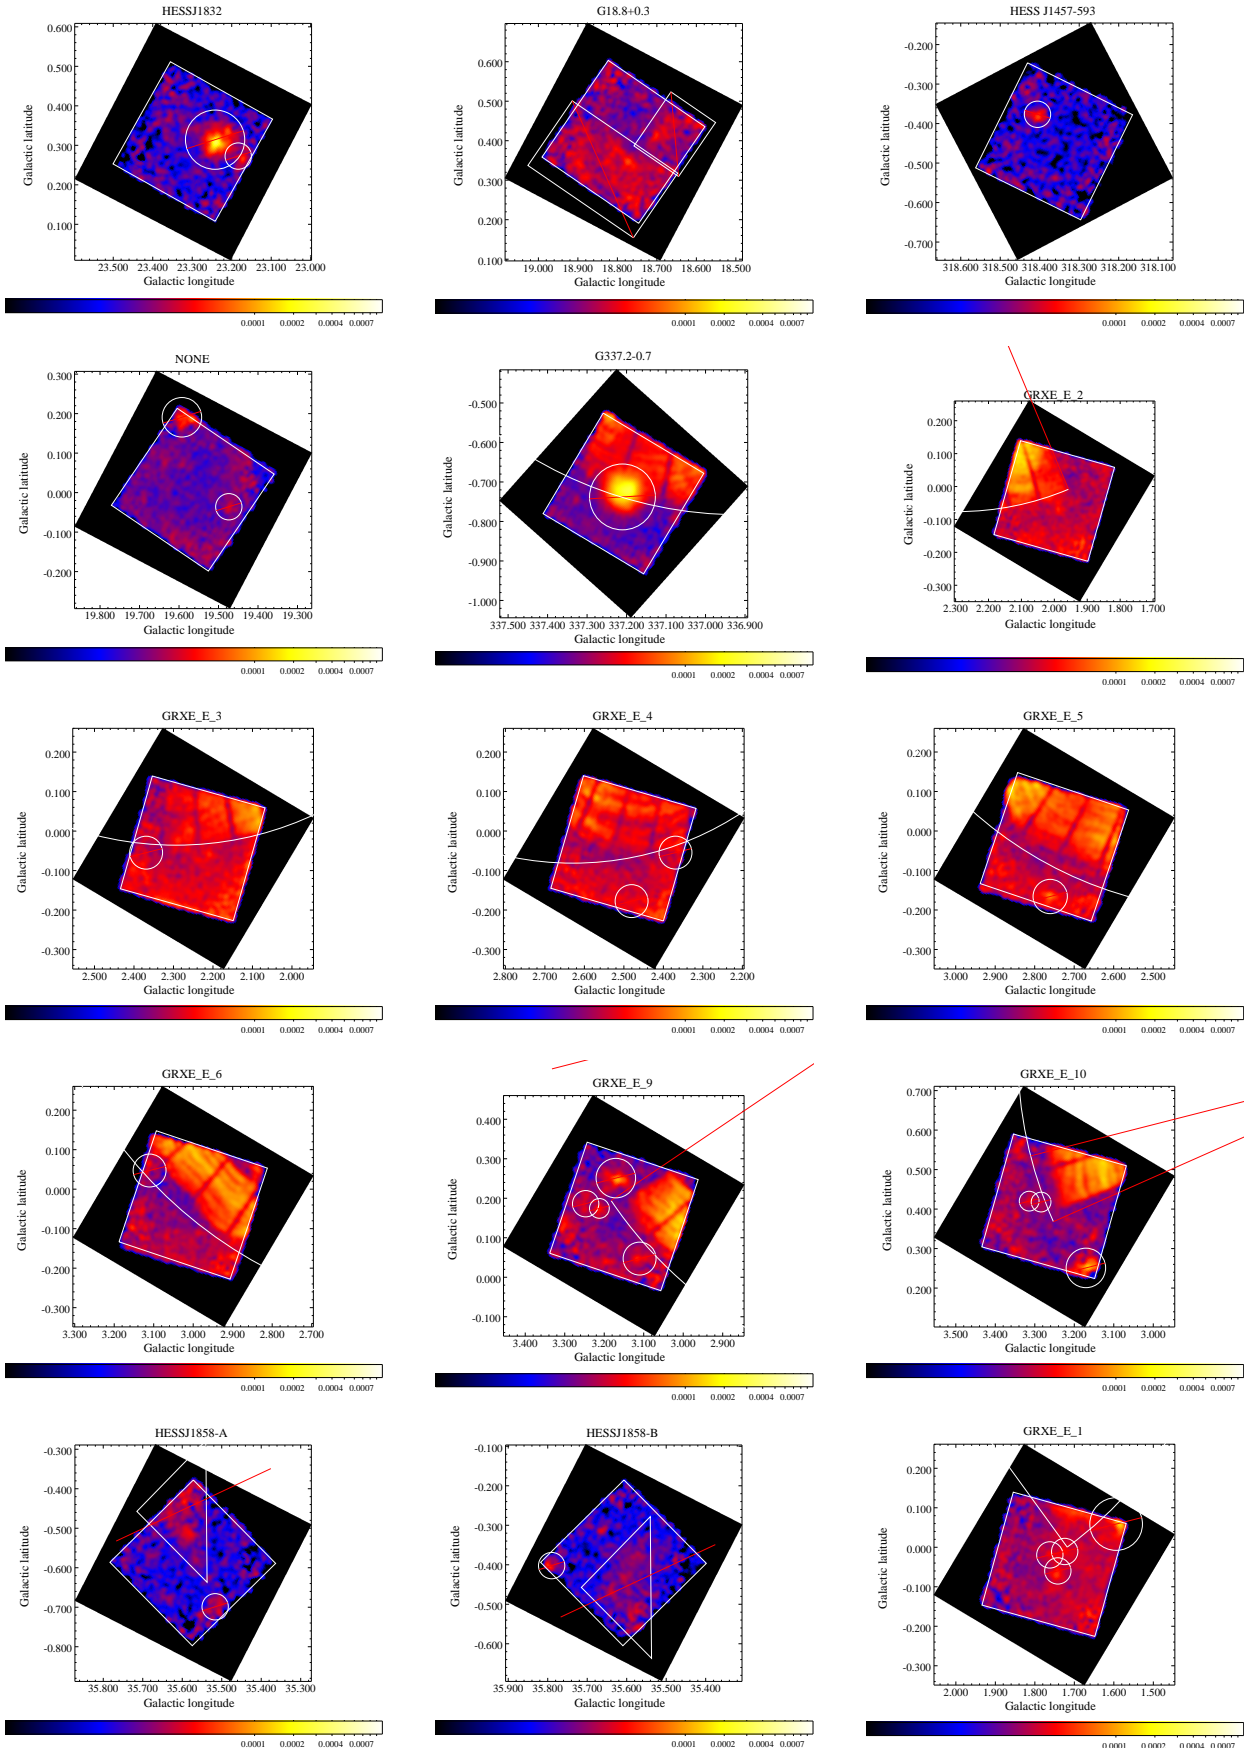 HESSJ1832
0.600
0.500
0.400
0.300
0.200
0.100
Galactic latitude
23.500 23.400 23.300 23.200 23.100 23.000
Galactic longitude
0.0001 0.0002 0.0004 0.0007
G18.8+0.3
0.600
0.500
0.400
0.300
0.200
0.100
Galactic latitude
19.000 18.900 18.800 18.700 18.600 18.500
Galactic longitude
0.0001 0.0002 0.0004 0.0007
HESS J1457-593
-0.200
-0.300
-0.400
-0.500
-0.600
-0.700
Galactic latitude
318.600 318.500 318.400 318.300 318.200 318.100
Galactic longitude
0.0001 0.0002 0.0004 0.0007
NONE
0.300
0.200
0.100
0.000
-0.100
-0.200
Galactic latitude
19.800 19.700 19.600 19.500 19.400 19.300
Galactic longitude
0.0001 0.0002 0.0004 0.0007
G337.2-0.7
-0.500
-0.600
-0.700
-0.800
-0.900
-1.000
Galactic latitude
337.500 337.400 337.300 337.200 337.100 337.000 336.900
Galactic longitude
0.0001 0.0002 0.0004 0.0007
GRXE_E_2
0.200
0.100
0.000
-0.100
-0.200
-0.300
Galactic latitude
2.300 2.200 2.100 2.000 1.900 1.800 1.700
Galactic longitude
0.0001 0.0002 0.0004 0.0007
GRXE_E_3
0.200
0.100
0.000
-0.100
-0.200
-0.300
Galactic latitude
2.500 2.400 2.300 2.200 2.100 2.000
Galactic longitude
0.0001 0.0002 0.0004 0.0007
GRXE_E_4
0.200
0.100
0.000
-0.100
-0.200
-0.300
Galactic latitude
2.800 2.700 2.600 2.500 2.400 2.300 2.200
Galactic longitude
0.0001 0.0002 0.0004 0.0007
GRXE_E_5
0.200
0.100
0.000
-0.100
-0.200
-0.300
Galactic latitude
3.000 2.900 2.800 2.700 2.600 2.500
Galactic longitude
0.0001 0.0002 0.0004 0.0007
GRXE_E_6
0.200
0.100
0.000
-0.100
-0.200
-0.300
Galactic latitude
3.300 3.200 3.100 3.000 2.900 2.800 2.700
Galactic longitude
0.0001 0.0002 0.0004 0.0007
GRXE_E_9
0.400
0.300
0.200
0.100
0.000
-0.100
Galactic latitude
3.400 3.300 3.200 3.100 3.000 2.900
Galactic longitude
0.0001 0.0002 0.0004 0.0007
GRXE_E_10
0.700
0.600
0.500
0.400
0.300
0.200
Galactic latitude
3.500 3.400 3.300 3.200 3.100 3.000
Galactic longitude
0.0001 0.0002 0.0004 0.0007
HESSJ1858-A
-0.300
-0.400
-0.500
-0.600
-0.700
-0.800
Galactic latitude
35.800 35.700 35.600 35.500 35.400 35.300
Galactic longitude
0.0001 0.0002 0.0004 0.0007
HESSJ1858-B
-0.100
-0.200
-0.300
-0.400
-0.500
-0.600
Galactic latitude
35.900 35.800 35.700 35.600 35.500 35.400
Galactic longitude
0.0001 0.0002 0.0004 0.0007
GRXE_E_1
0.200
0.100
0.000
-0.100
-0.200
-0.300
Galactic latitude
2.000 1.900 1.800 1.700 1.600 1.500
Galactic longitude
0.0001 0.0002 0.0004 0.0007